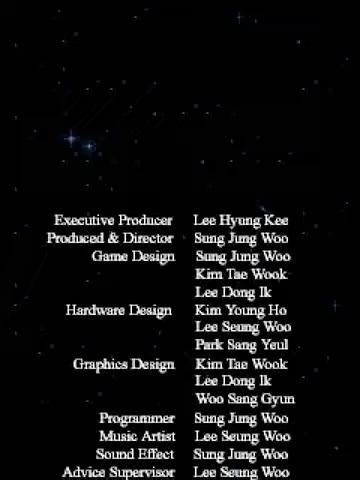 Executive Producer Lee Hyung Kee
Produced & Director Sung Jung Woo
Game Design Sung Jung Woo
Kim Tae Wook
Lee Dong Ik
Hardware Design Kim Young Ho
Lee Seung Woo
Park Sang Yeul
Graphics Design Kim Tae Wook
Lee Dong Ik
Woo Sang Gyun
Programmer Sung Jung Woo
Music Artist Lee Seung Woo
Sound Effect Sung Jung Woo
Advice Supervisor Lee Seung Woo